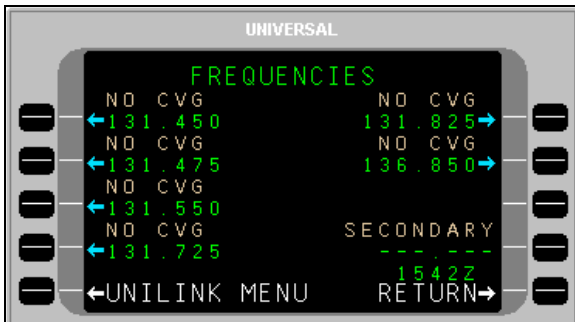 UNIVERSAL
FREQUENCIES
NO CVG NO CVG
←131.450 131.825→
NO CVG NO CVG
←131.475 136.850→
NO CVG
←131.550
NO CVG SECONDARY
←131.725 ---.---
1542Z
←UNILINK MENU RETURN→